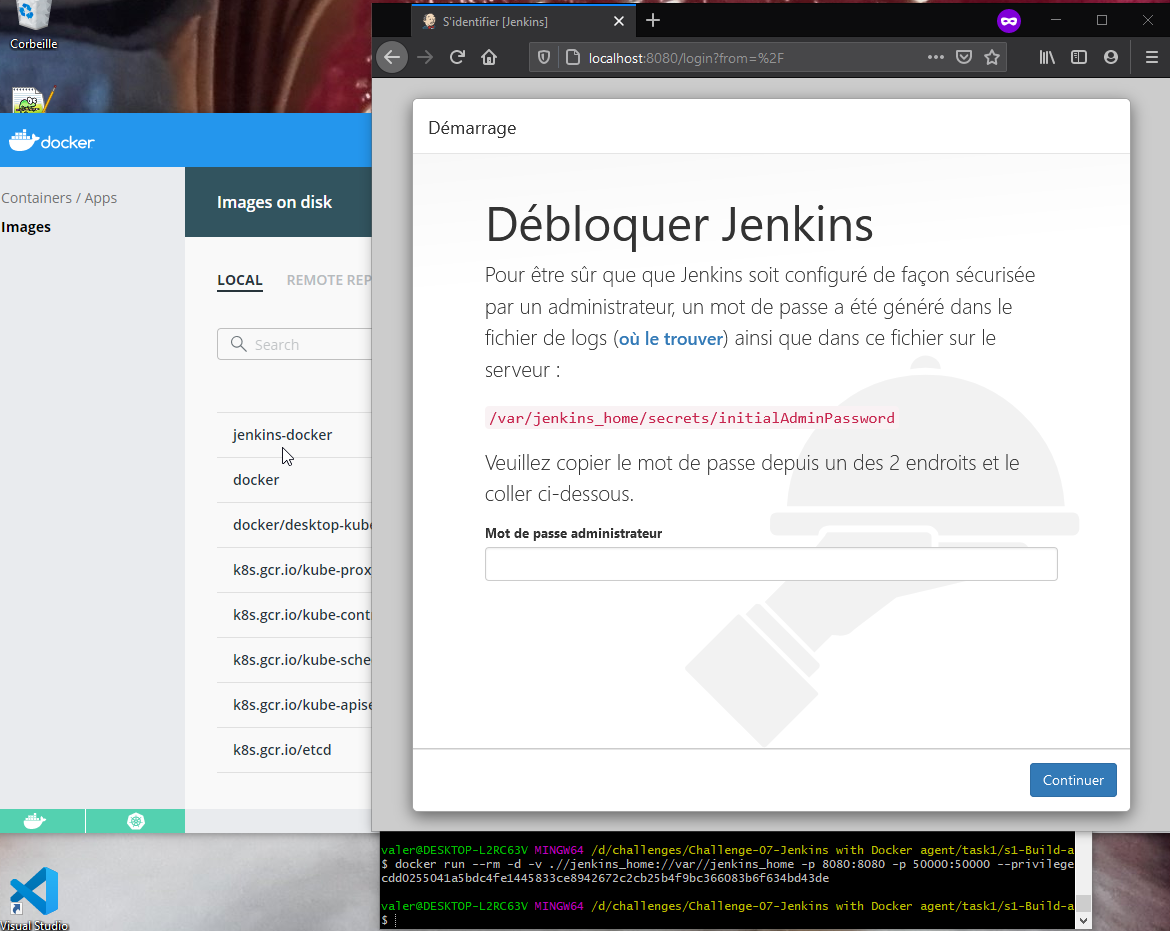 Corbeille
docker
Containers / Apps
Images
Images on disk
LOCAL
REMOTE REP
Search
jenkins-docker
docker
docker/desktop-kube
k8s.gcr.io/kube-prox
k8s.gcr.io/kube-cont
k8s.gcr.io/kube-sche
k8s.gcr.io/kube-apise
k8s.gcr.io/etcd
Visual Studio
S'identifier [Jenkins]
localhost:8080/login?from=%2F
Démarrage
Débloquer Jenkins
Pour être sûr que que Jenkins soit configuré de façon sécurisée
par un administrateur, un mot de passe a été généré dans le
fichier de logs (où le trouver) ainsi que dans ce fichier sur le
serveur :
/var/jenkins_home/secrets/initialAdminPassword
Veuillez copier le mot de passe depuis un des 2 endroits et le
coller ci-dessous.
Mot de passe administrateur
Continuer
valer@DESKTOP-L2RC63V MINGW64 /d/challenges/Challenge-07-Jenkins with Docker agent/task1/s1-Build-a
$ docker run --rm -d -v .//jenkins_home://var//jenkins_home -p 8080:8080 -p 50000:50000 --privilege
cdd0255041a5bdc4fe1445833ce8942672c2cb25b4f9bc366083b6f634bd43de
valer@DESKTOP-L2RC63V MINGW64 /d/challenges/Challenge-07-Jenkins with Docker agent/task1/s1-Build-a
$